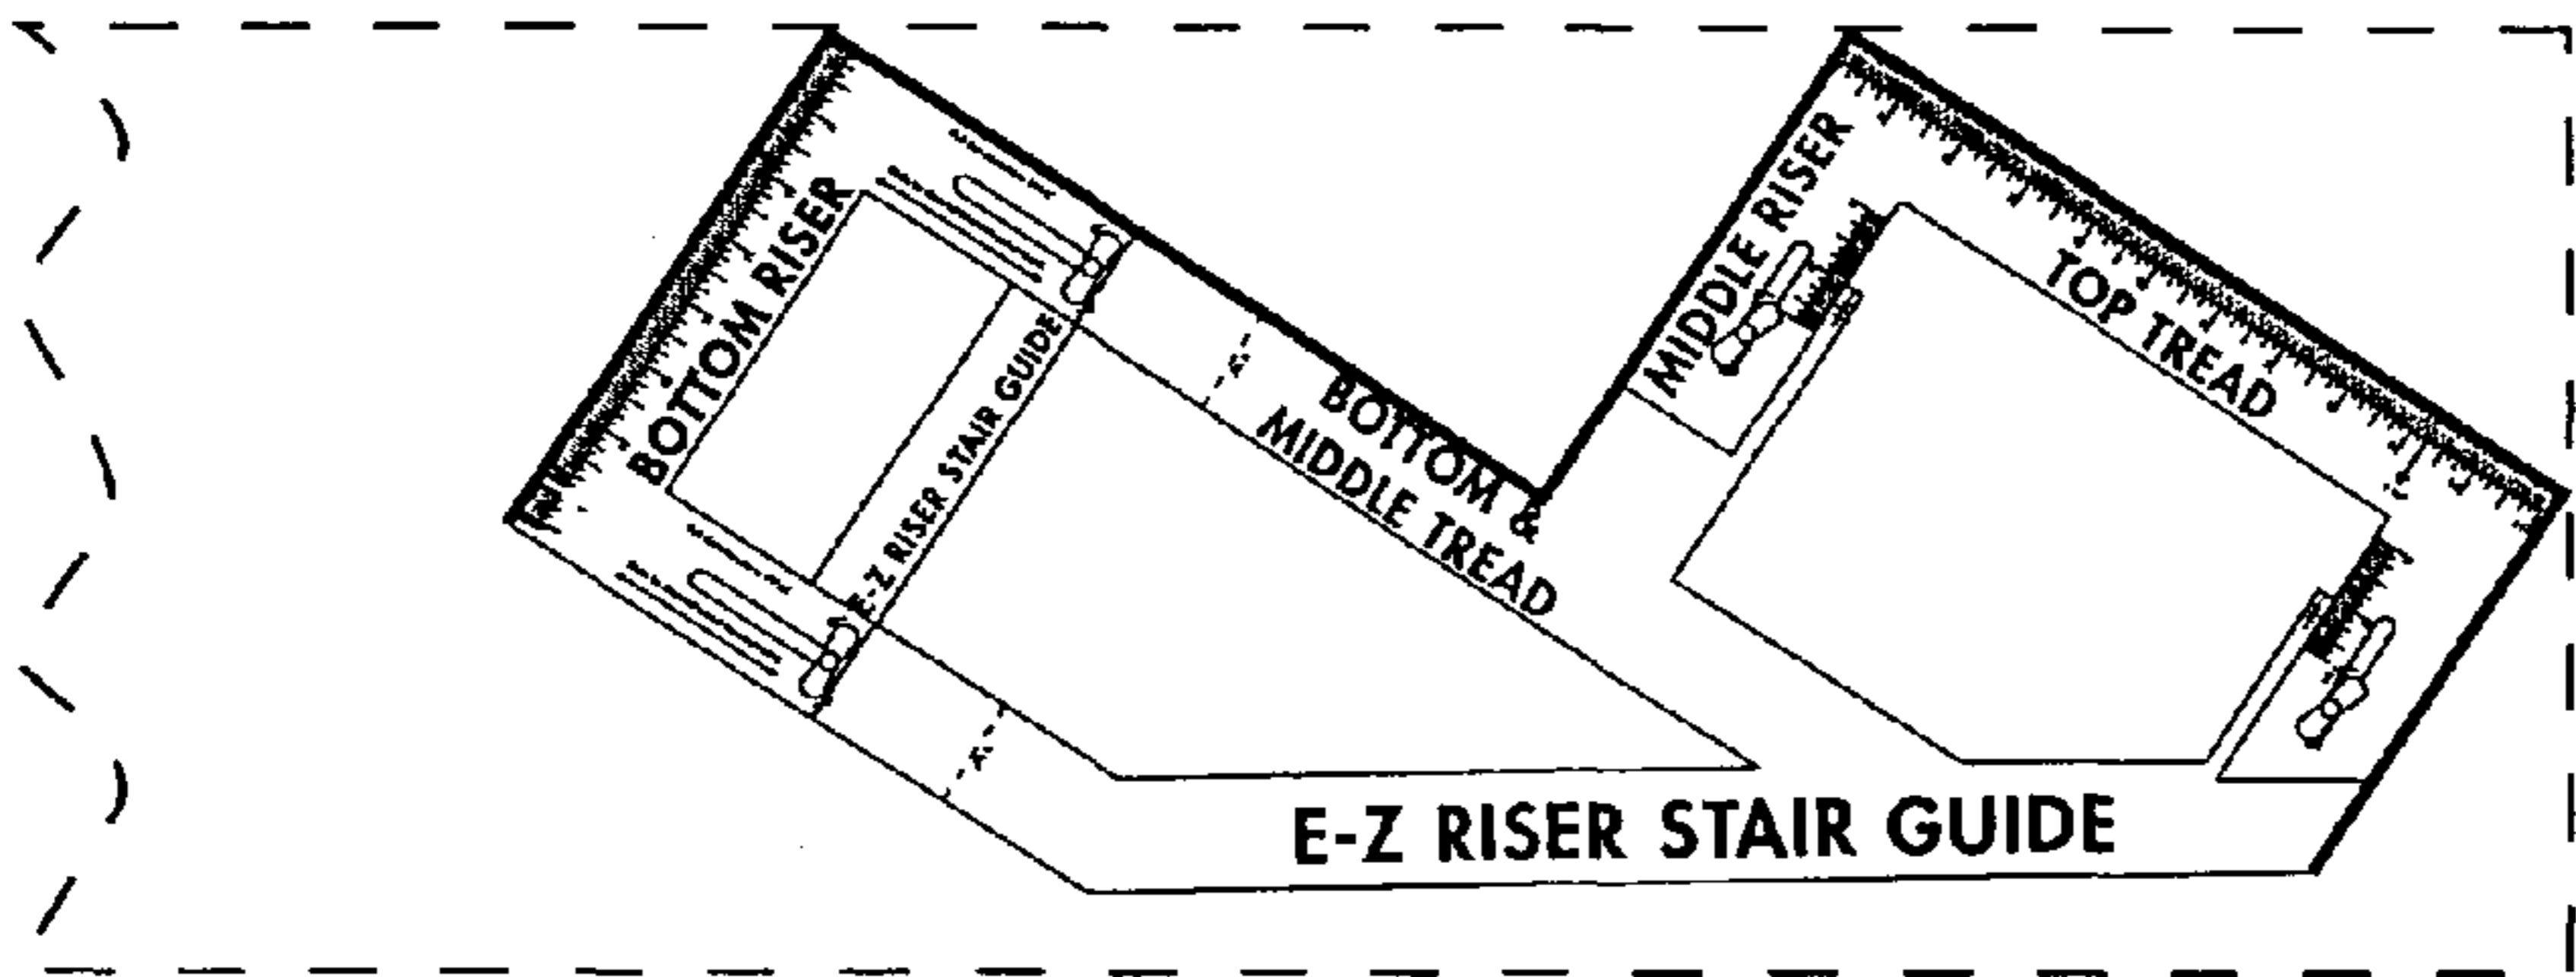 BOTTOM RISER
E-Z RISER STAIR GUIDE
BOTTOM &
MIDDLE TREAD
MIDDLE RISER
TOP TREAD
E-Z RISER STAIR GUIDE